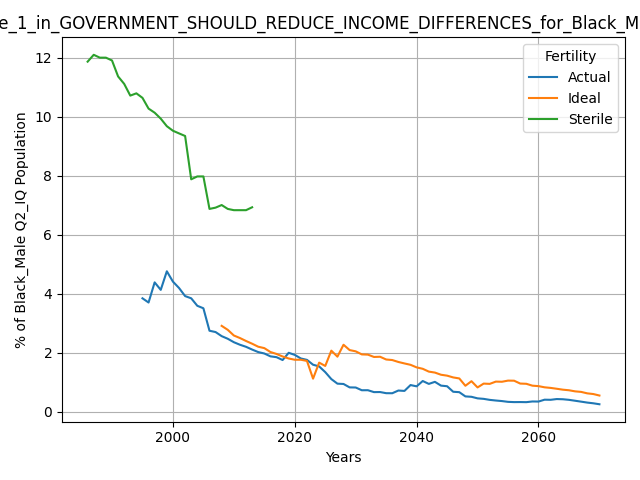 e_1_in_GOVERNMENT_SHOULD_REDUCE_INCOME_DIFFERENCES_for_Black_M
Fertility
Actual
Ideal
Sterile
% of Black_Male Q2_IQ Population
12
10
8
6
4
2
0
2000
2020
2040
2060
Years